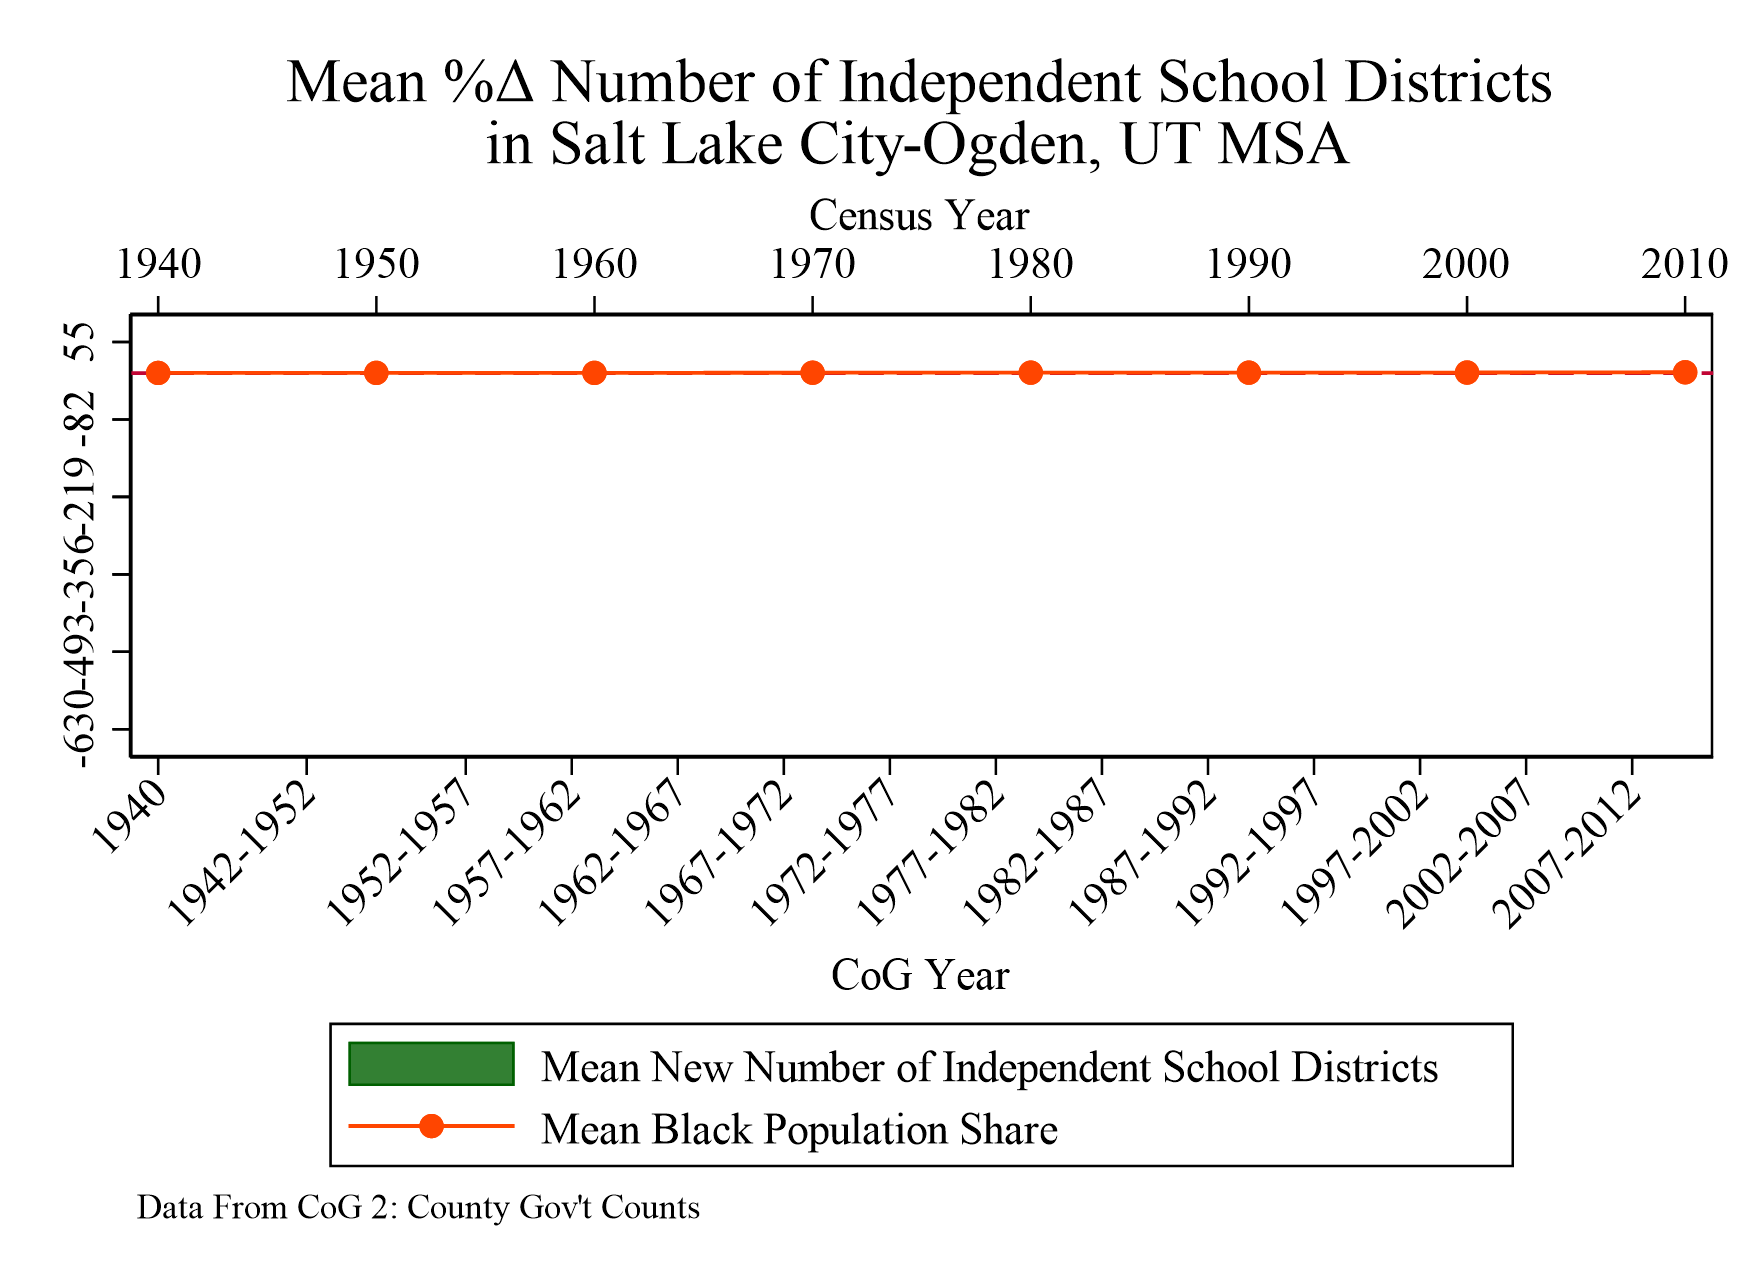 Mean %Δ Number of Independent School Districts
in Salt Lake City-Ogden, UT MSA
Census Year
1940 1950 1960 1970 1980 1990 2000 2010
55
-82
-219
-356
-493
-630
1940 1942-1952 1952-1957 1957-1962 1962-1967 1967-1972 1972-1977 1977-1982 1982-1987 1987-1992 1992-1997 1997-2002 2002-2007 2007-2012
CoG Year
Mean New Number of Independent School Districts
Mean Black Population Share
Data From CoG 2: County Gov't Counts